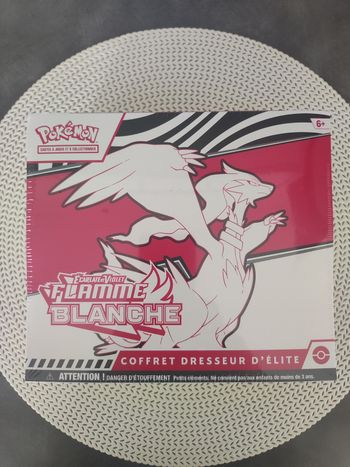 POKÉMON
CARTES À JOUER ET À COLLECTIONNER
6+
ÉCARLATE ET VIOLET
FLAMME
BLANCHE
COFFRET DRESSEUR D'ÉLITE
ATTENTION ! DANGER D'ÉTOUFFEMENT Petits éléments. Ne convient pas aux enfants de moins de 3 ans.